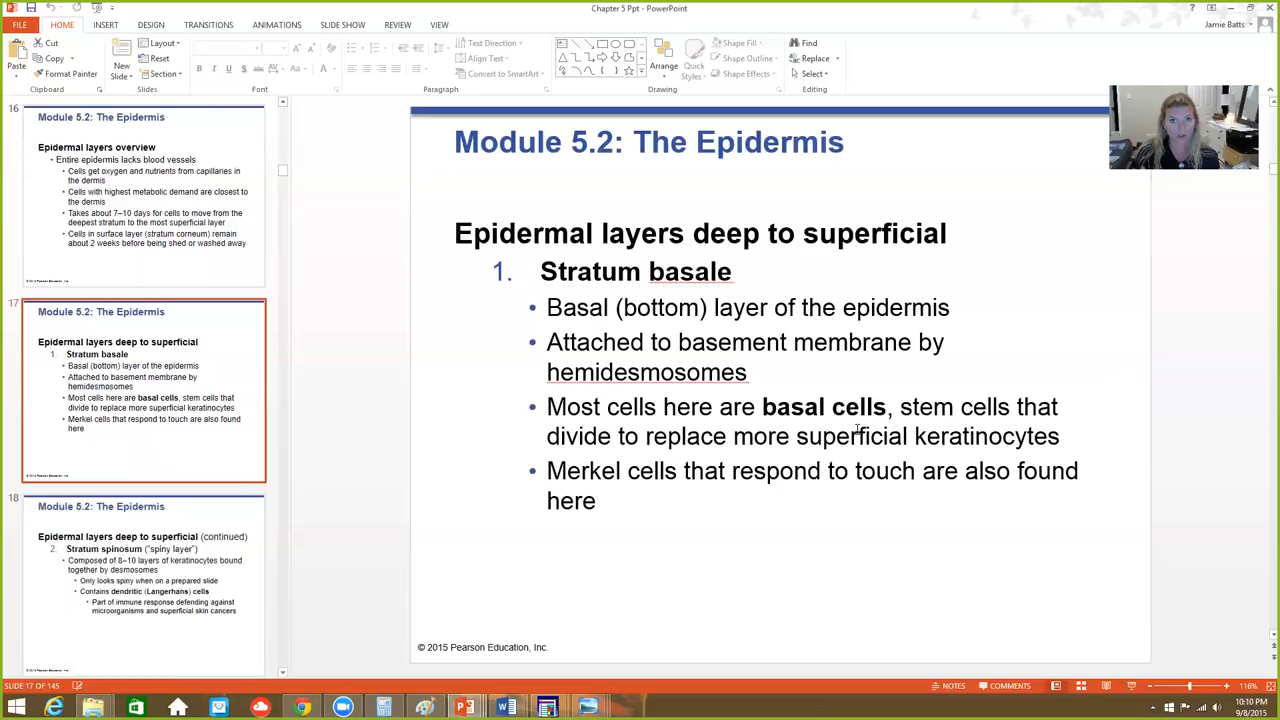 Chapter 5 Ppt - PowerPoint
FILE HOME INSERT DESIGN TRANSITIONS ANIMATIONS SLIDE SHOW REVIEW VIEW Jamie Batts
Paste Cut Copy Format Painter
Clipboard
New Slide Layout Reset Section
Slides
Font
Text Direction Align Text Convert to SmartArt
Paragraph
Arrange Quick Styles Shape Fill Shape Outline Shape Effects
Drawing
Find Replace Select
Editing
16
Module 5.2: The Epidermis
Epidermal layers overview
• Entire epidermis lacks blood vessels
• Cells get oxygen and nutrients from capillaries in
the dermis
• Cells with highest metabolic demand are closest to
the dermis
• Takes about 7–10 days for cells to move from the
deepest stratum to the most superficial layer
• Cells in surface layer (stratum corneum) remain
about 2 weeks before being shed or washed away
17
Module 5.2: The Epidermis
Epidermal layers deep to superficial
1. Stratum basale
• Basal (bottom) layer of the epidermis
• Attached to basement membrane by
hemidesmosomes
• Most cells here are basal cells, stem cells that
divide to replace more superficial keratinocytes
• Merkel cells that respond to touch are also found
here
18
Module 5.2: The Epidermis
Epidermal layers deep to superficial (continued)
2. Stratum spinosum (“spiny layer”)
• Composed of 8–10 layers of keratinocytes bound
together by desmosomes
• Only looks spiny when on a prepared slide
• Contains dendritic (Langerhans) cells
• Part of immune response defending against
microorganisms and superficial skin cancers
Module 5.2: The Epidermis
Epidermal layers deep to superficial
1. Stratum basale
• Basal (bottom) layer of the epidermis
• Attached to basement membrane by
hemidesmosomes
• Most cells here are basal cells, stem cells that
divide to replace more superficial keratinocytes
• Merkel cells that respond to touch are also found
here
© 2015 Pearson Education, Inc.
SLIDE 17 OF 145 NOTES COMMENTS 116%
10:10 PM
9/8/2015